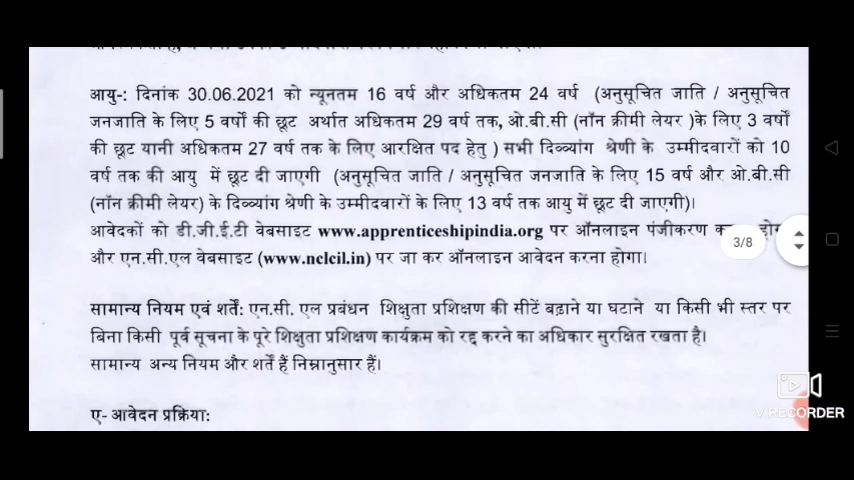 आयु-: दिनांक 30.06.2021 को न्यूनतम 16 वर्ष और अधिकतम 24 वर्ष (अनुसूचित जाति / अनुसूचित
जनजाति के लिए 5 वर्षों की छूट अर्थात अधिकतम 29 वर्ष तक, ओ.बी.सी (नॉन क्रीमी लेयर )के लिए 3 वर्षों
की छूट यानी अधिकतम 27 वर्ष तक के लिए आरक्षित पद हेतु ) सभी दिव्यांग श्रेणी के उम्मीदवारों को 10
वर्ष तक की आयु में छूट दी जाएगी (अनुसूचित जाति / अनुसूचित जनजाति के लिए 15 वर्ष और ओ.बी.सी
(नॉन क्रीमी लेयर) के दिव्यांग श्रेणी के उम्मीदवारों के लिए 13 वर्ष तक आयु में छूट दी जाएगी)।
आवेदकों को डी.जी.ई.टी वेबसाइट www.apprenticeshipindia.org पर ऑनलाइन पंजीकरण
3/8
और एन.सी.एल वेबसाइट (www.nclcil.in) पर जा कर ऑनलाइन आवेदन करना होगा।
सामान्य नियम एवं शर्तें: एन.सी. एल प्रबंधन शिक्षुता प्रशिक्षण की सीटें बढ़ाने या घटाने या किसी भी स्तर पर
बिना किसी पूर्व सूचना के पूरे शिक्षुता प्रशिक्षण कार्यक्रम को रद्द करने का अधिकार सुरक्षित रखता है।
सामान्य अन्य नियम और शर्तें हैं निम्नानुसार हैं।
ए- आवेदन प्रक्रिया:
V RECORDER